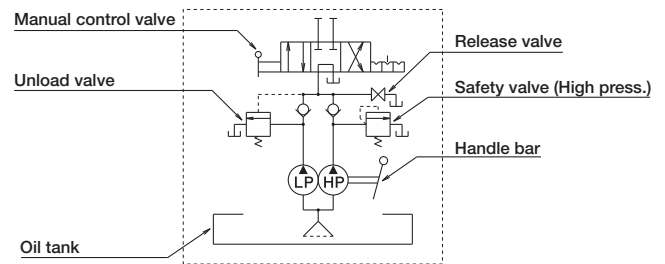 Manual control valve
Release valve
Unload valve
Safety valve (High press.)
Handle bar
LP HP
Oil tank